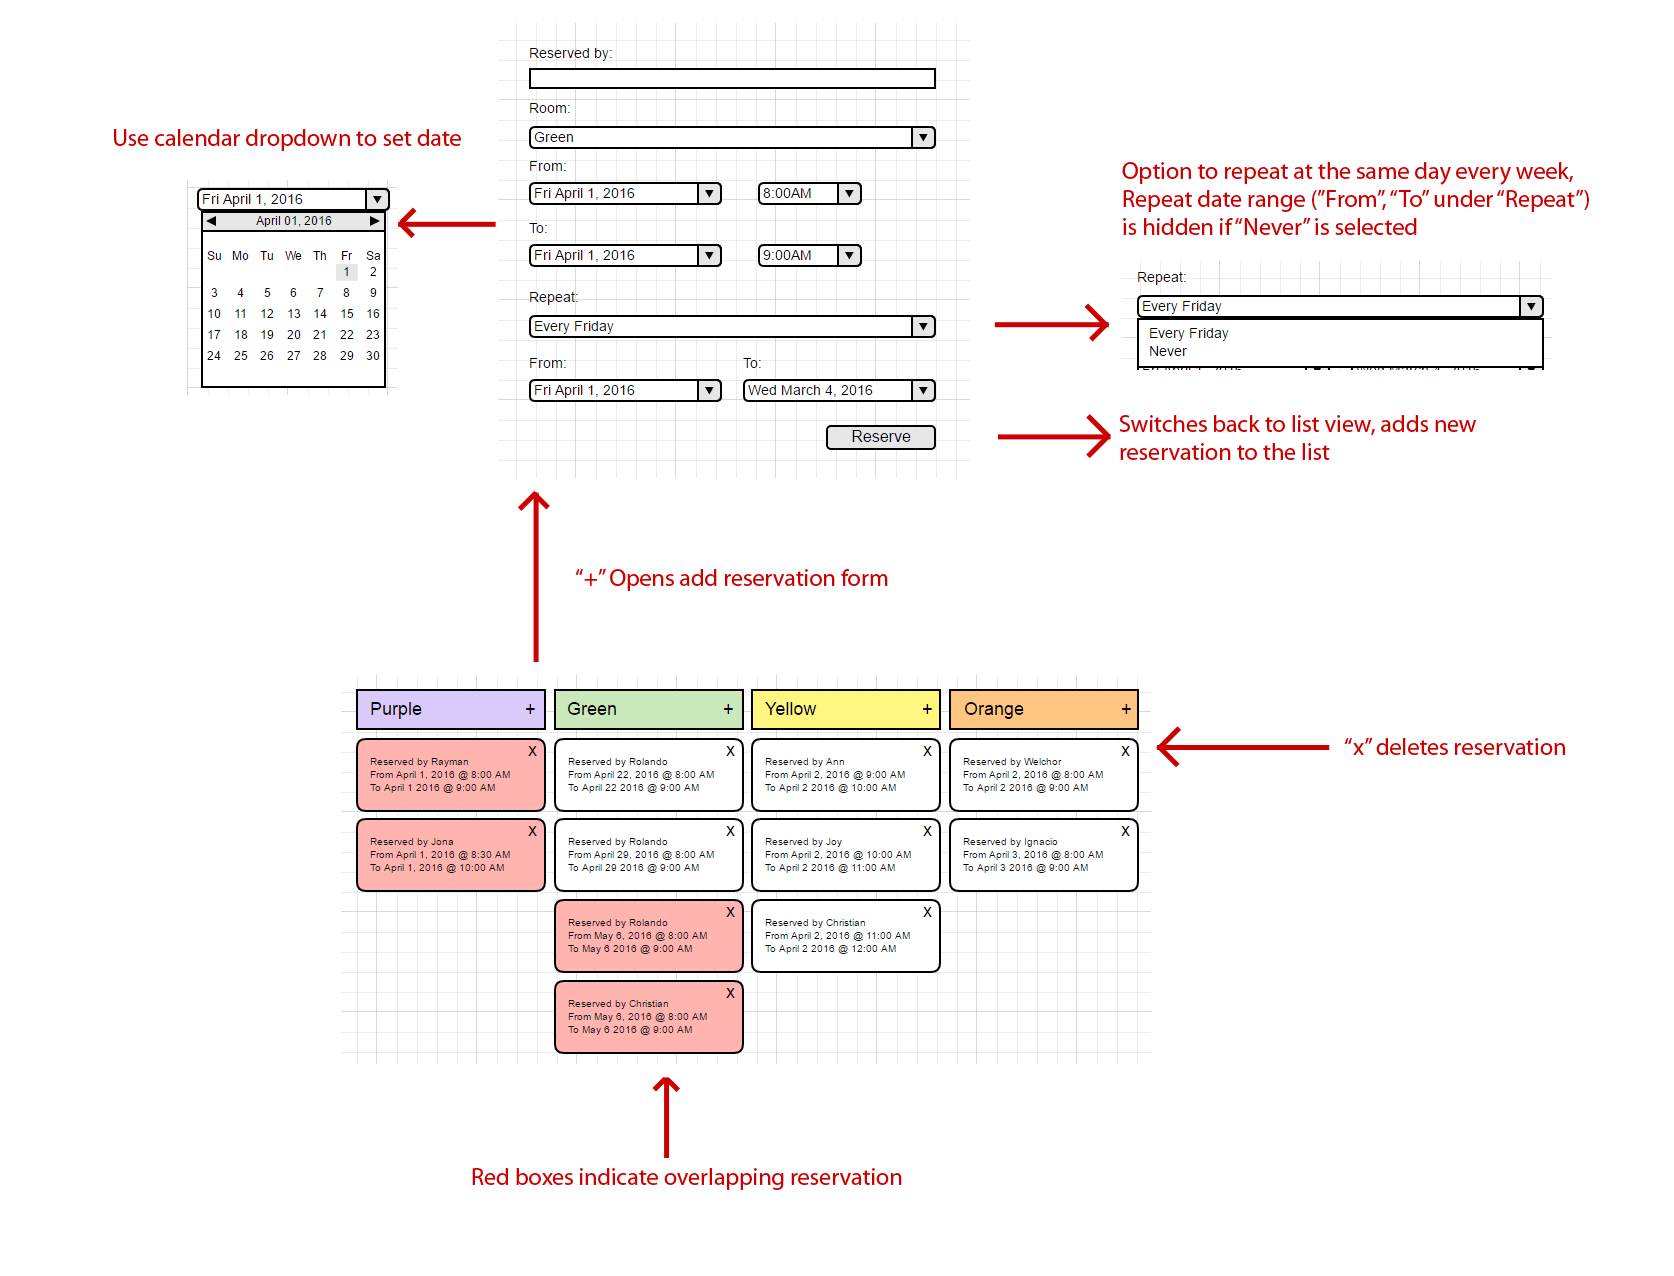 Reserved by:
Room:
Green
From:
Fri April 1, 2016
8:00AM
To:
Fri April 1, 2016
9:00AM
Repeat:
Every Friday
From:
To:
Fri April 1, 2016
Wed March 4, 2016
Reserve
Use calendar dropdown to set date
Fri April 1, 2016
April 01, 2016
Su Mo Tu We Th Fr Sa
1 2
3 4 5 6 7 8 9
10 11 12 13 14 15 16
17 18 19 20 21 22 23
24 25 26 27 28 29 30
Option to repeat at the same day every week,
Repeat date range (”From”, “To” under “Repeat”)
is hidden if “Never” is selected
Repeat:
Every Friday
Every Friday
Never
Switches back to list view, adds new
reservation to the list
“+” Opens add reservation form
Purple +
X
Reserved by Rayman
From April 1, 2016 @ 8:00 AM
To April 1 2016 @ 9:00 AM
X
Reserved by Jona
From April 1, 2016 @ 8:30 AM
To April 1, 2016 @ 10:00 AM
Green +
X
Reserved by Rolando
From April 22, 2016 @ 8:00 AM
To April 22 2016 @ 9:00 AM
X
Reserved by Rolando
From April 29, 2016 @ 8:00 AM
To April 29 2016 @ 9:00 AM
X
Reserved by Rolando
From May 6, 2016 @ 8:00 AM
To May 6 2016 @ 9:00 AM
X
Reserved by Christian
From May 6, 2016 @ 8:00 AM
To May 6 2016 @ 9:00 AM
Yellow +
X
Reserved by Ann
From April 2, 2016 @ 9:00 AM
To April 2 2016 @ 10:00 AM
X
Reserved by Joy
From April 2, 2016 @ 10:00 AM
To April 2 2016 @ 11:00 AM
X
Reserved by Christian
From April 2, 2016 @ 11:00 AM
To April 2 2016 @ 12:00 AM
Orange +
X
Reserved by Welchor
From April 2, 2016 @ 8:00 AM
To April 2 2016 @ 9:00 AM
X
Reserved by Ignacio
From April 3, 2016 @ 8:00 AM
To April 3 2016 @ 9:00 AM
“x” deletes reservation
Red boxes indicate overlapping reservation